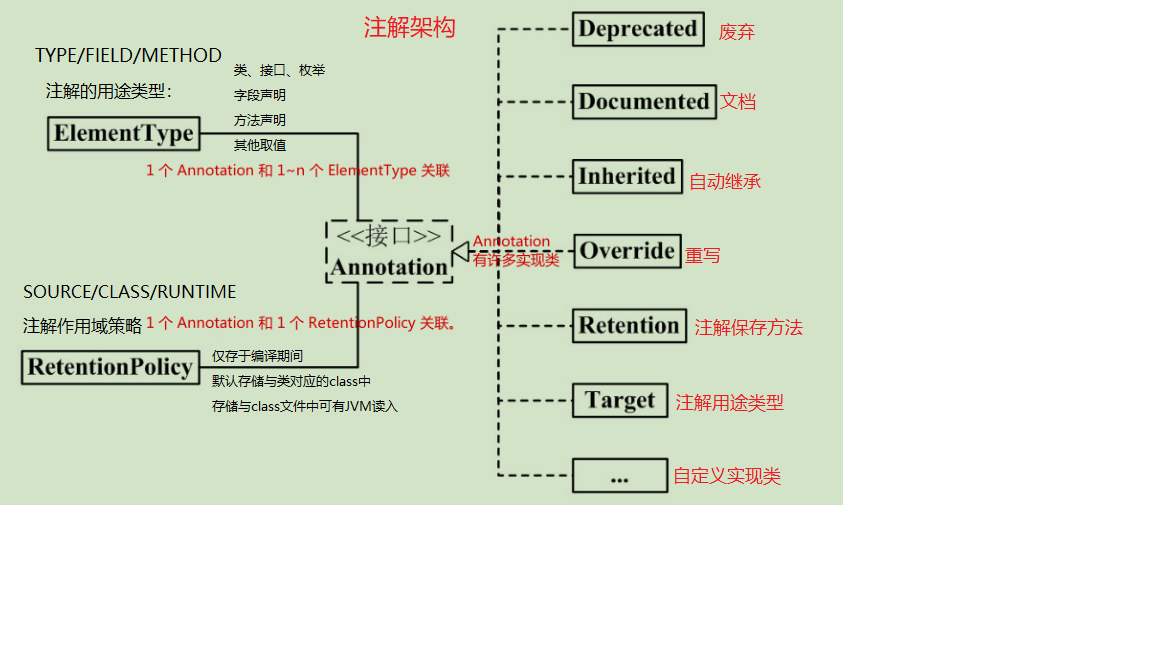 注解架构
TYPE/FIELD/METHOD
注解的用途类型:
ElementType
类、接口、枚举
字段声明
方法声明
其他取值
1 个 Annotation 和 1~n 个 ElementType 关联
<<接口>>
Annotation
Annotation
有许多实现类
SOURCE/CLASS/RUNTIME
注解作用域策略
1 个 Annotation 和 1 个 RetentionPolicy 关联。
RetentionPolicy
仅存于编译期间
默认存储与类对应的class中
存储与class文件中可有JVM读入
Deprecated 废弃
Documented 文档
Inherited 自动继承
Override 重写
Retention 注解保存方法
Target 注解用途类型
... 自定义实现类